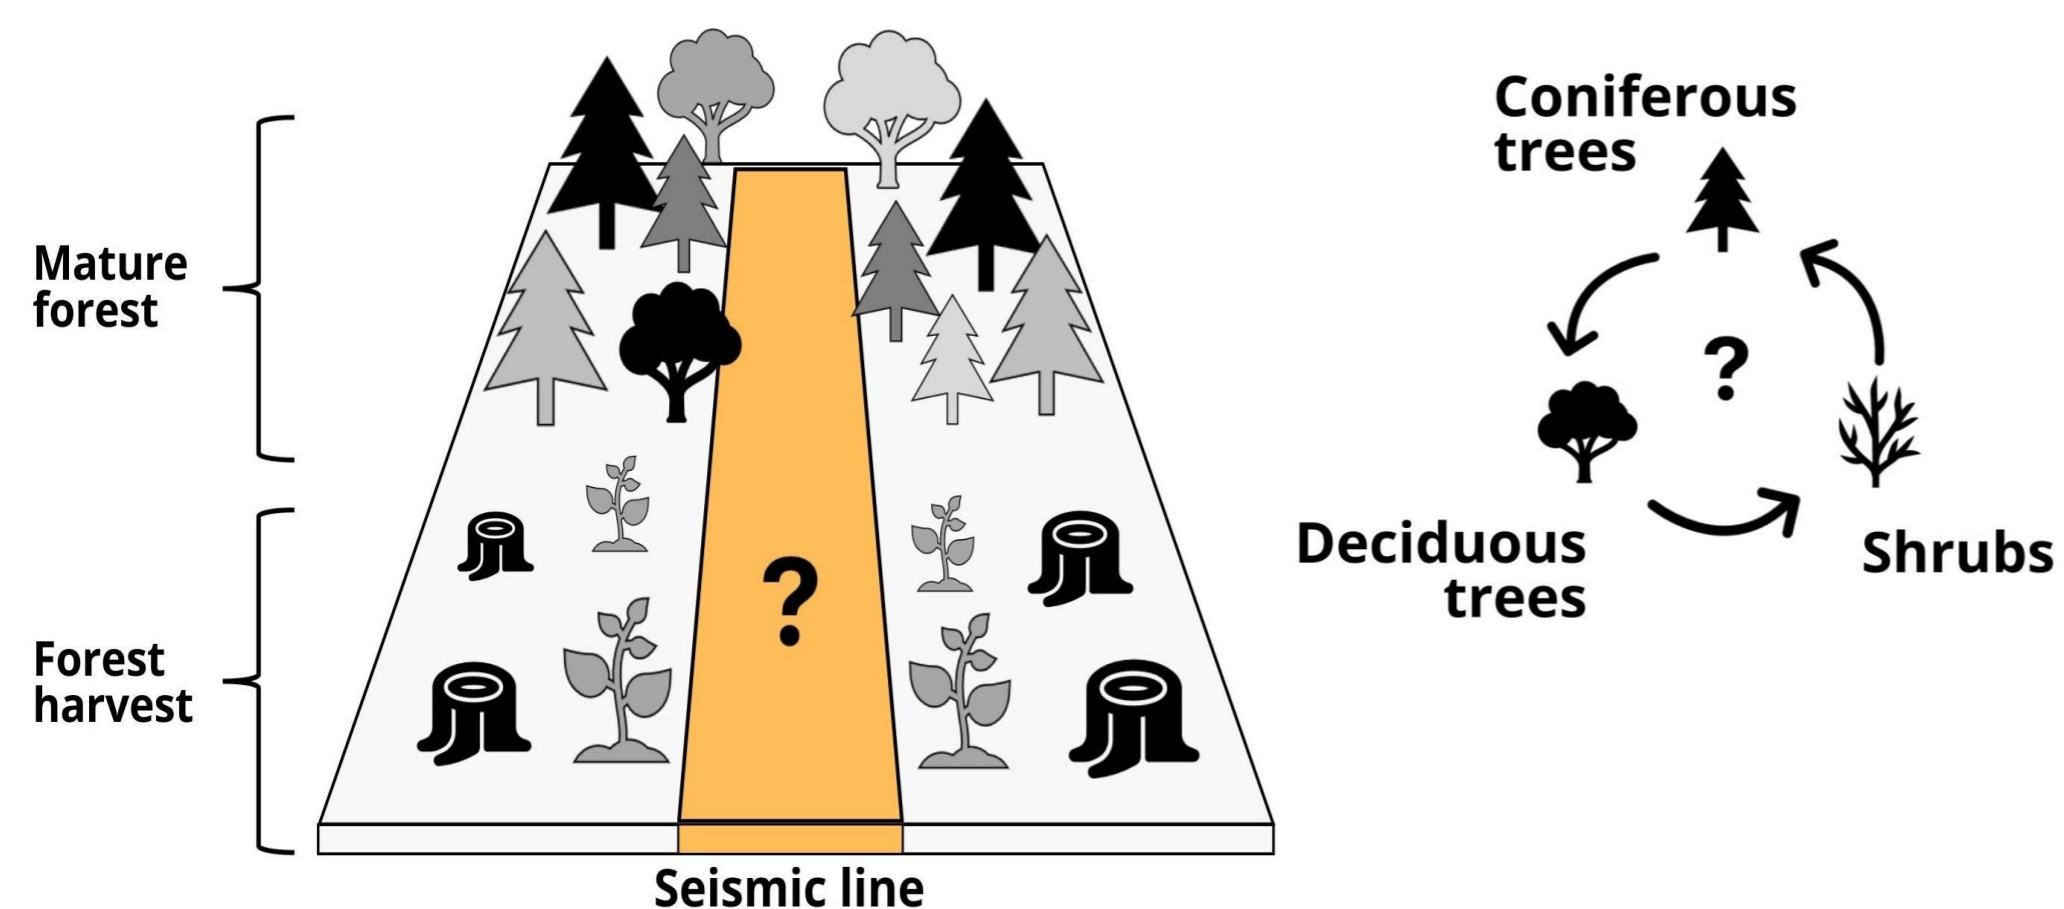 Mature
forest
Forest
harvest
?
Seismic line
Coniferous
trees
?
Deciduous
trees
Shrubs